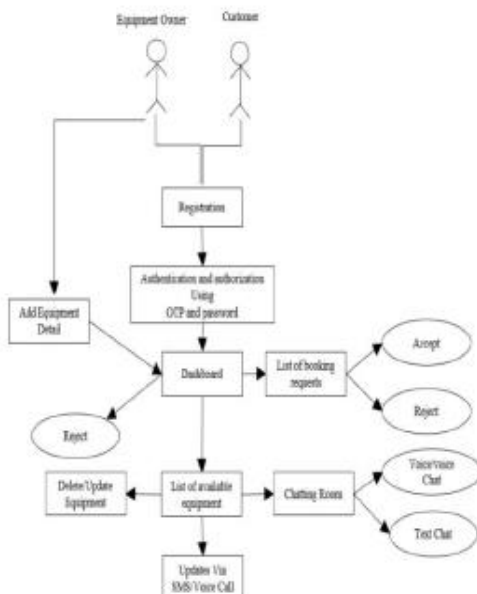 Equipment Owner
Customer
Registration
Authentication and authorization
Using
OTP and password
Add Equipment
Detail
Dashboard
List of booking
requests
Accept
Reject
Reject
Delete/Update
Equipment
List of available
equipment
Chatting Room
Voice/voice
Chat
Text Chat
Updates Via
SMS/Voice Call